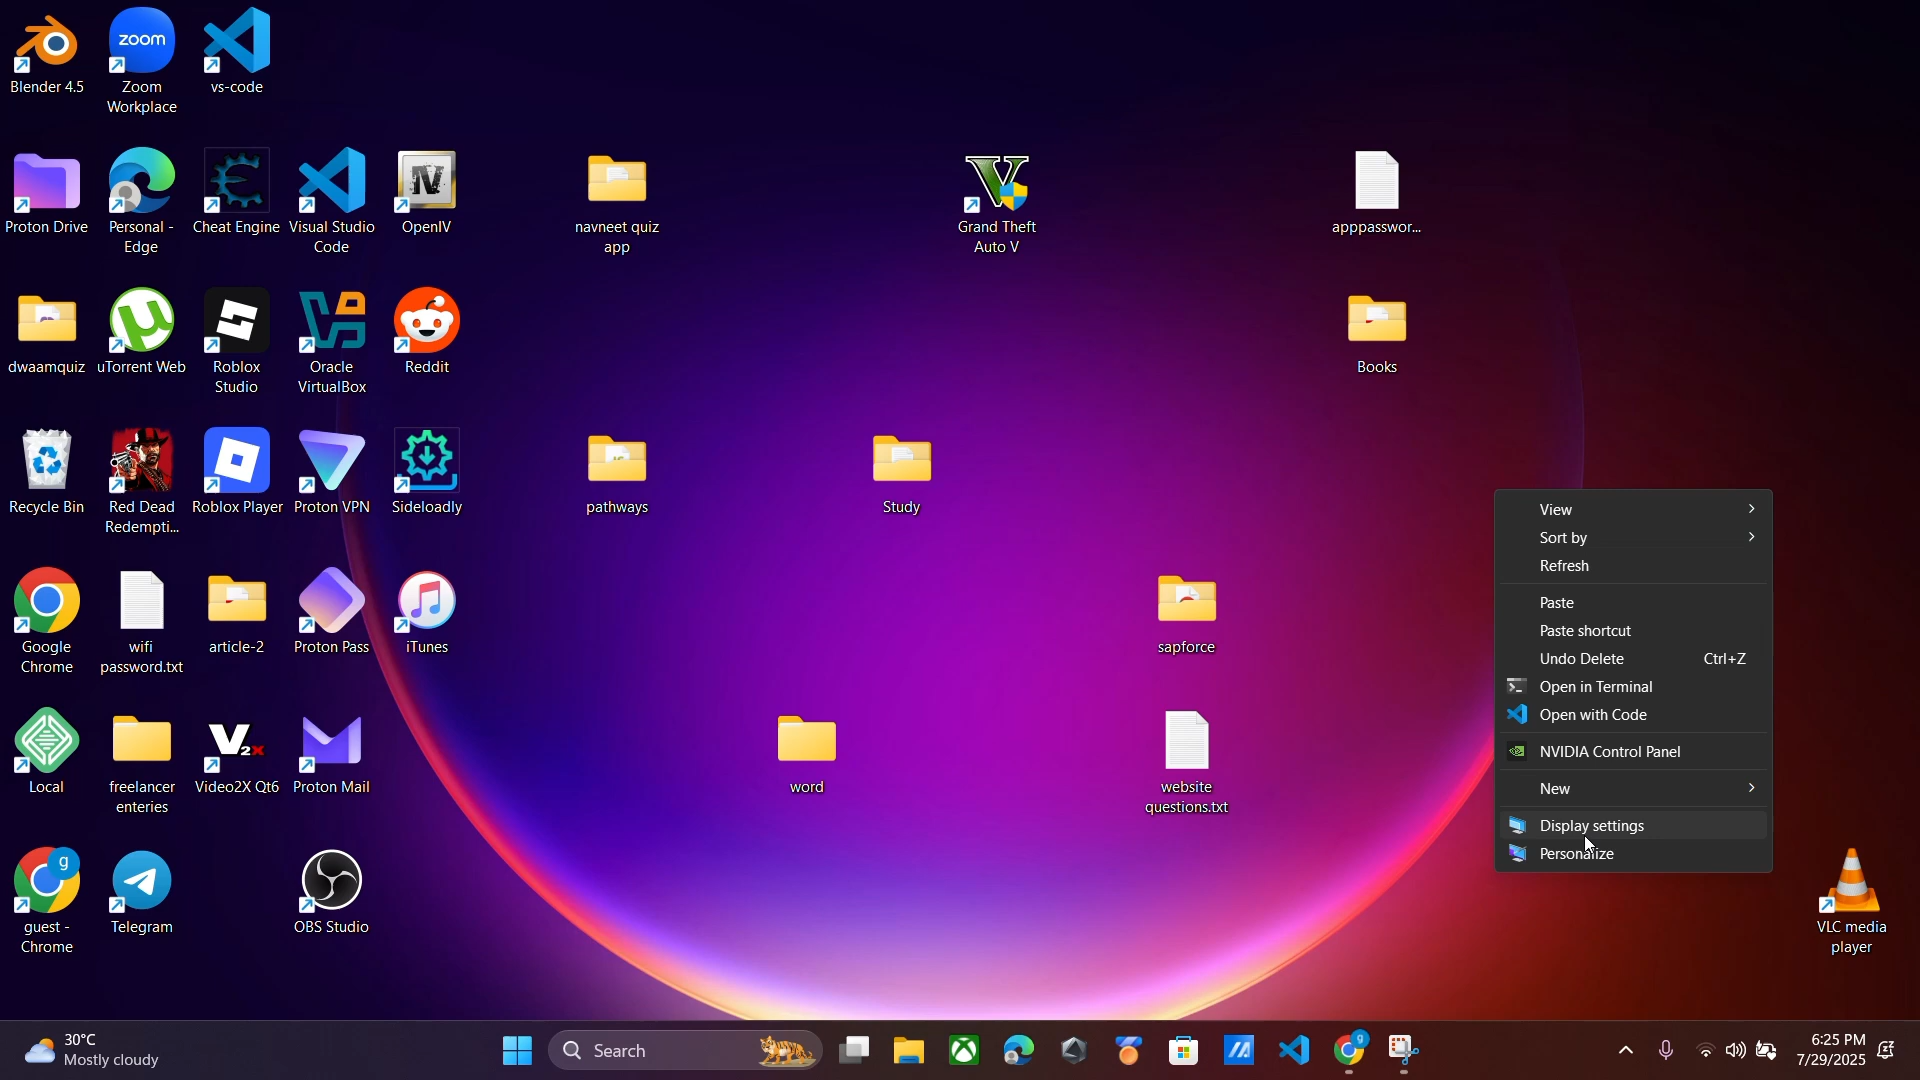 Blender 4.5
zoom
Zoom
Workplace
vs-code
Proton Drive
Personal -
Edge
Cheat Engine
Visual Studio
Code
IV
OpenIV
navneet quiz
app
Grand Theft
Auto V
apppasswor...
dwaamquiz
uTorrent Web
Roblox
Studio
Oracle
VirtualBox
Reddit
Books
Recycle Bin
Red Dead
Redempti...
Roblox Player
Proton VPN
Sideloadly
pathways
Study
Google
Chrome
wifi
password.txt
article-2
Proton Pass
iTunes
sapforce
Local
freelancer
enteries
V2X
Video2X Qt6
Proton Mail
word
website
questions.txt
g
guest -
Chrome
Telegram
OBS Studio
VLC media
player
View
Sort by
Refresh
Paste
Paste shortcut
Undo Delete Ctrl+Z
Open in Terminal
Open with Code
NVIDIA Control Panel
New
Display settings
Personalize
30°C
Mostly cloudy
Search
g
6:25 PM
7/29/2025